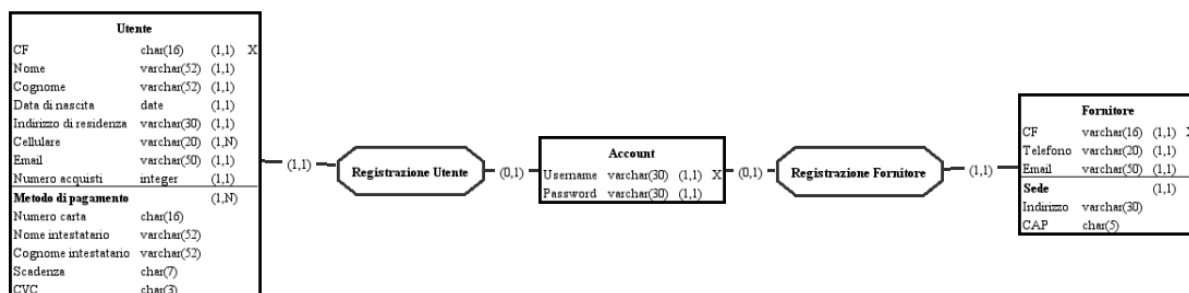 Utente
CF char(16) (1,1) X
Nome varchar(52) (1,1)
Cognome varchar(52) (1,1)
Data di nascita date (1,1)
Indirizzo di residenza varchar(30) (1,1)
Cellulare varchar(20) (1,N)
Email varchar(50) (1,1)
Numero acquisti integer (1,1)
Metodo di pagamento (1,N)
Numero carta char(16)
Nome intestatario varchar(52)
Cognome intestatario varchar(52)
Scadenza char(7)
CVC char(3)
(1,1)
Registrazione Utente
(0,1)
Account
Username varchar(30) (1,1) X
Password varchar(30) (1,1)
(0,1)
Registrazione Fornitore
(1,1)
Fornitore
CF varchar(16) (1,1) X
Telefono varchar(20) (1,1)
Email varchar(50) (1,1)
Sede (1,1)
Indirizzo varchar(30)
CAP char(5)